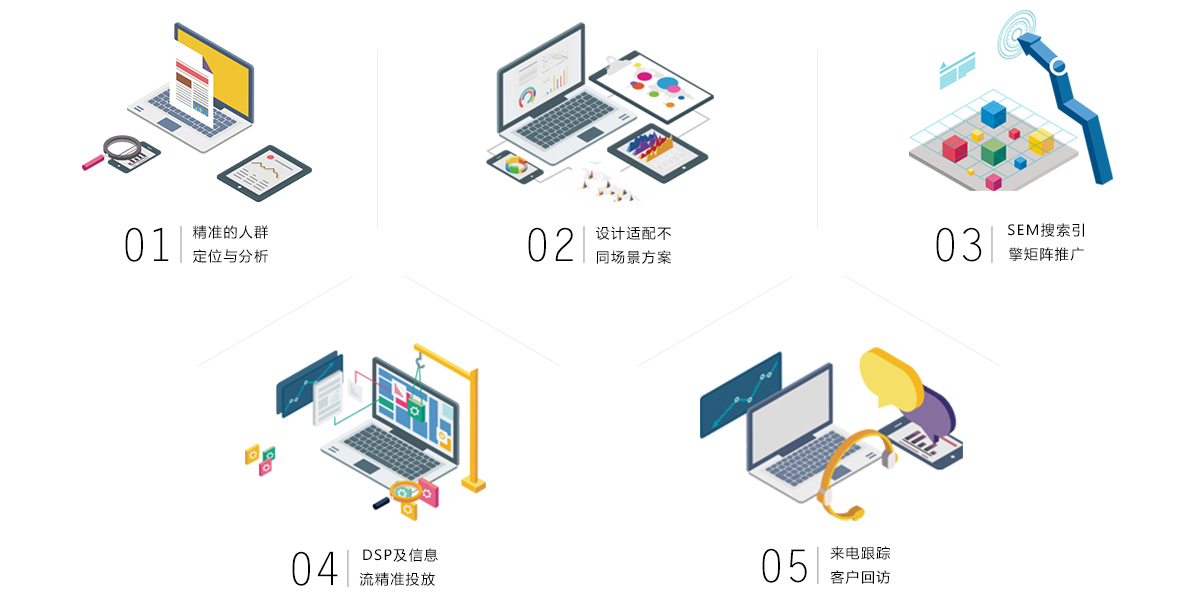 01
精准的人群
定位与分析
02
设计适配不
同场景方案
03
SEM搜索引
擎矩阵推广
04
DSP及信息
流精准投放
05
来电跟踪
客户回访